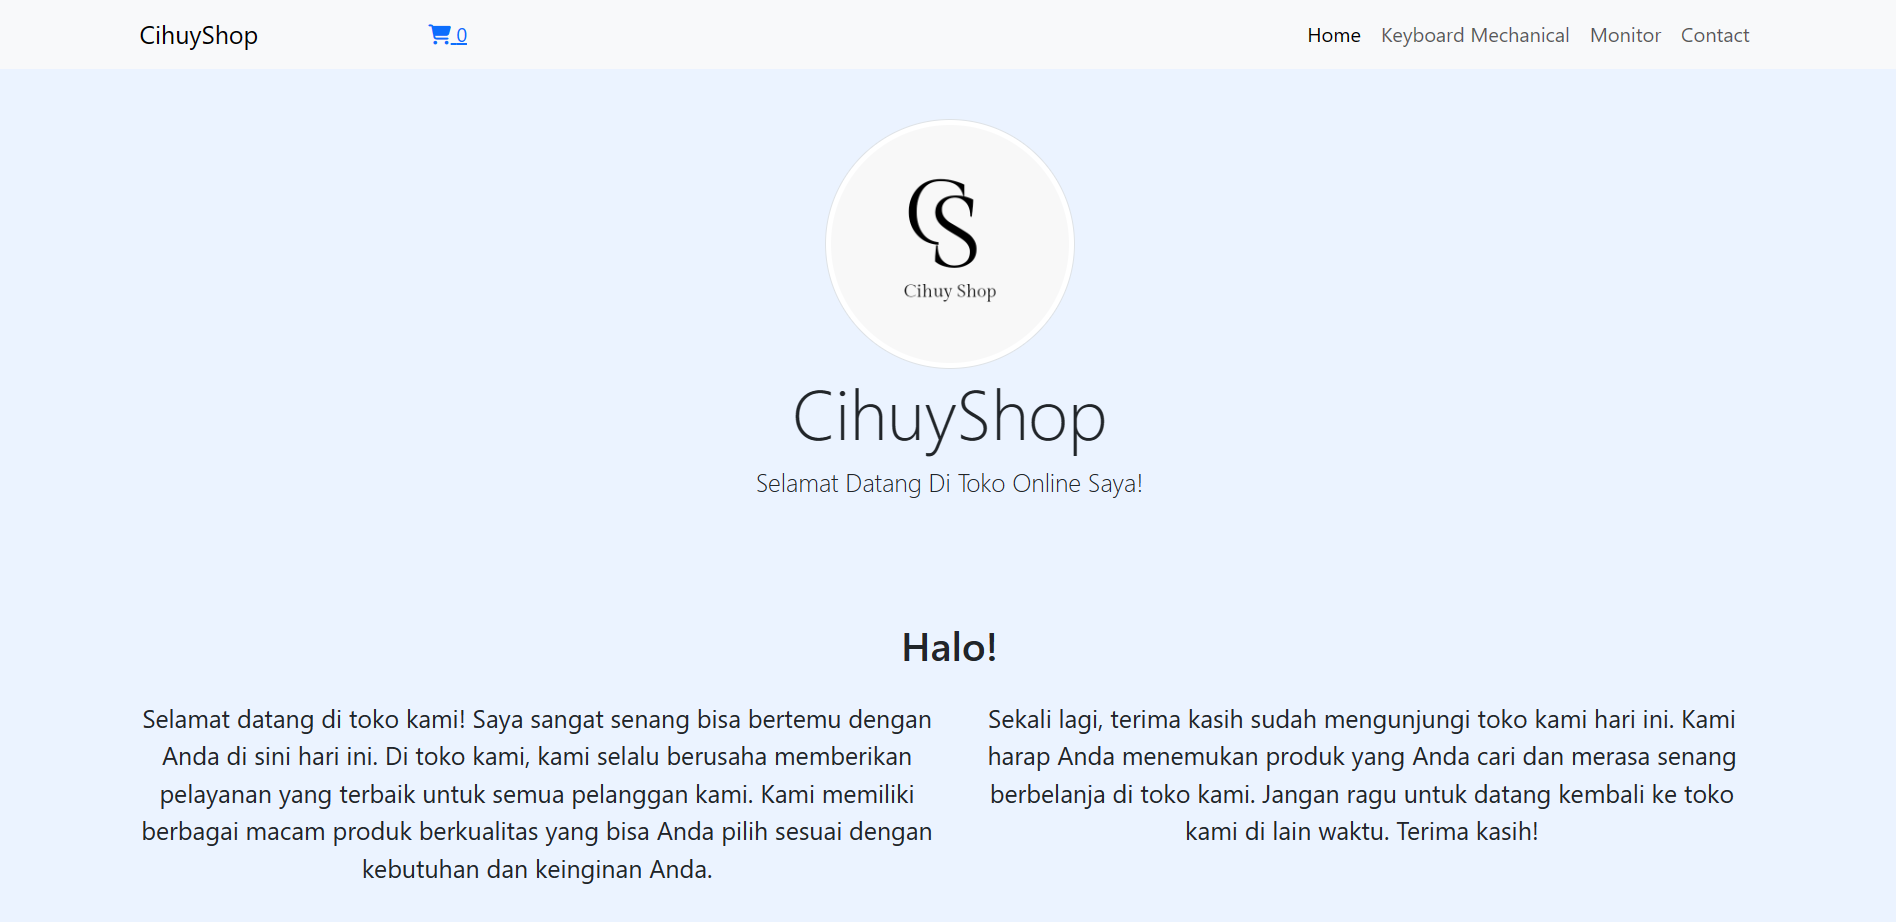 CihuyShop
0
Home Keyboard Mechanical Monitor Contact
CS
Cihuy Shop
CihuyShop
Selamat Datang Di Toko Online Saya!
Halo!
Selamat datang di toko kami! Saya sangat senang bisa bertemu dengan
Anda di sini hari ini. Di toko kami, kami selalu berusaha memberikan
pelayanan yang terbaik untuk semua pelanggan kami. Kami memiliki
berbagai macam produk berkualitas yang bisa Anda pilih sesuai dengan
kebutuhan dan keinginan Anda.
Sekali lagi, terima kasih sudah mengunjungi toko kami hari ini. Kami
harap Anda menemukan produk yang Anda cari dan merasa senang
berbelanja di toko kami. Jangan ragu untuk datang kembali ke toko
kami di lain waktu. Terima kasih!